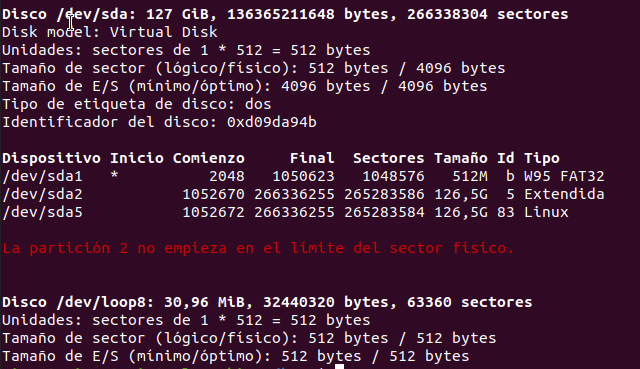 Disco /dev/sda: 127 GiB, 136365211648 bytes, 266338304 sectores
Disk model: Virtual Disk
Unidades: sectores de 1 * 512 = 512 bytes
Tamaño de sector (lógico/físico): 512 bytes / 4096 bytes
Tamaño de E/S (mínimo/óptimo): 4096 bytes / 4096 bytes
Tipo de etiqueta de disco: dos
Identificador del disco: 0xd09da94b
Dispositivo Inicio Comienzo Final Sectores Tamaño Id Tipo
/dev/sda1 * 2048 1050623 1048576 512M b W95 FAT32
/dev/sda2 1052670 266336255 265283586 126,5G 5 Extendida
/dev/sda5 1052672 266336255 265283584 126,5G 83 Linux
La partición 2 no empieza en el límite del sector físico.
Disco /dev/loop8: 30,96 MiB, 32440320 bytes, 63360 sectores
Unidades: sectores de 1 * 512 = 512 bytes
Tamaño de sector (lógico/físico): 512 bytes / 512 bytes
Tamaño de E/S (mínimo/óptimo): 512 bytes / 512 bytes